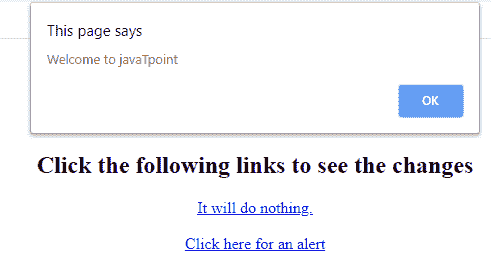 This page says
Welcome to javaTpoint
OK
Click the following links to see the changes
It will do nothing.
Click here for an alert